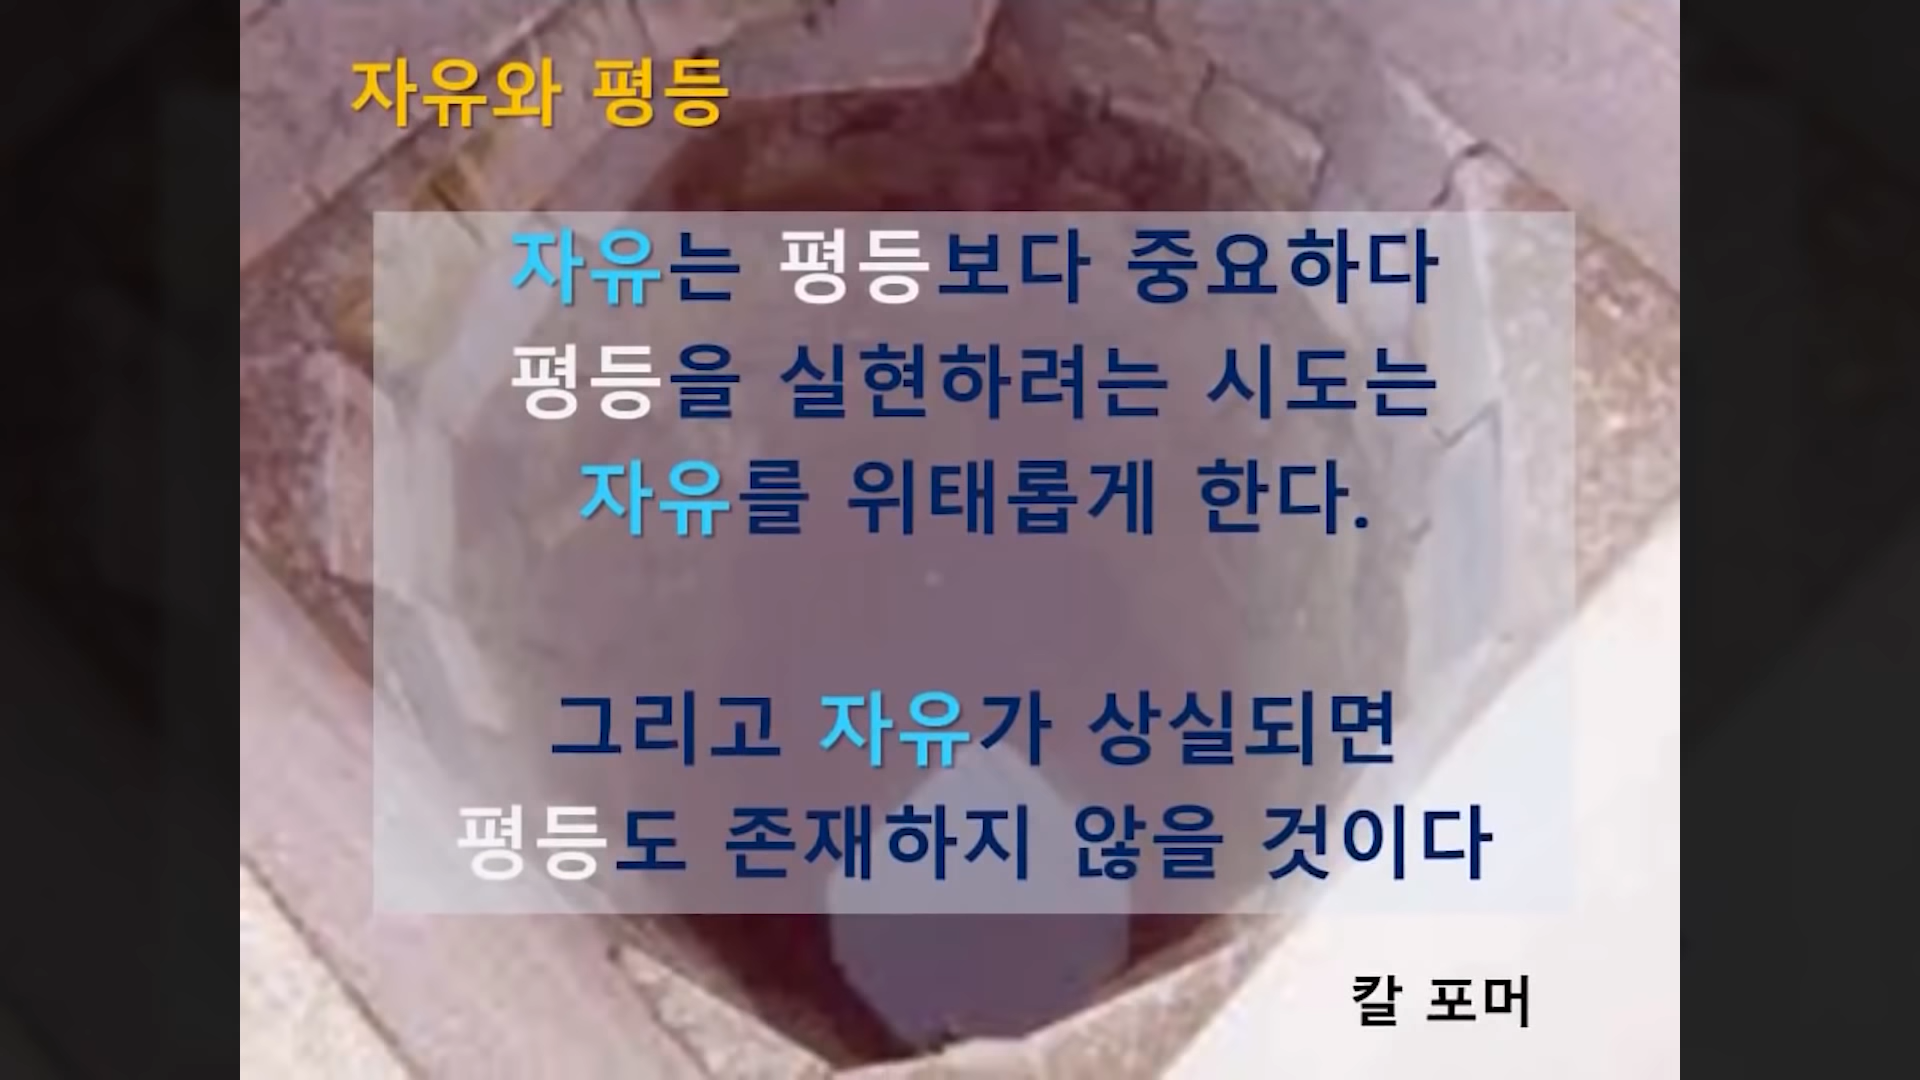 자유와 평등
자유는 평등보다 중요하다
평등을 실현하려는 시도는
자유를 위태롭게 한다.
그리고 자유가 상실되면
평등도 존재하지 않을 것이다
칼 포머